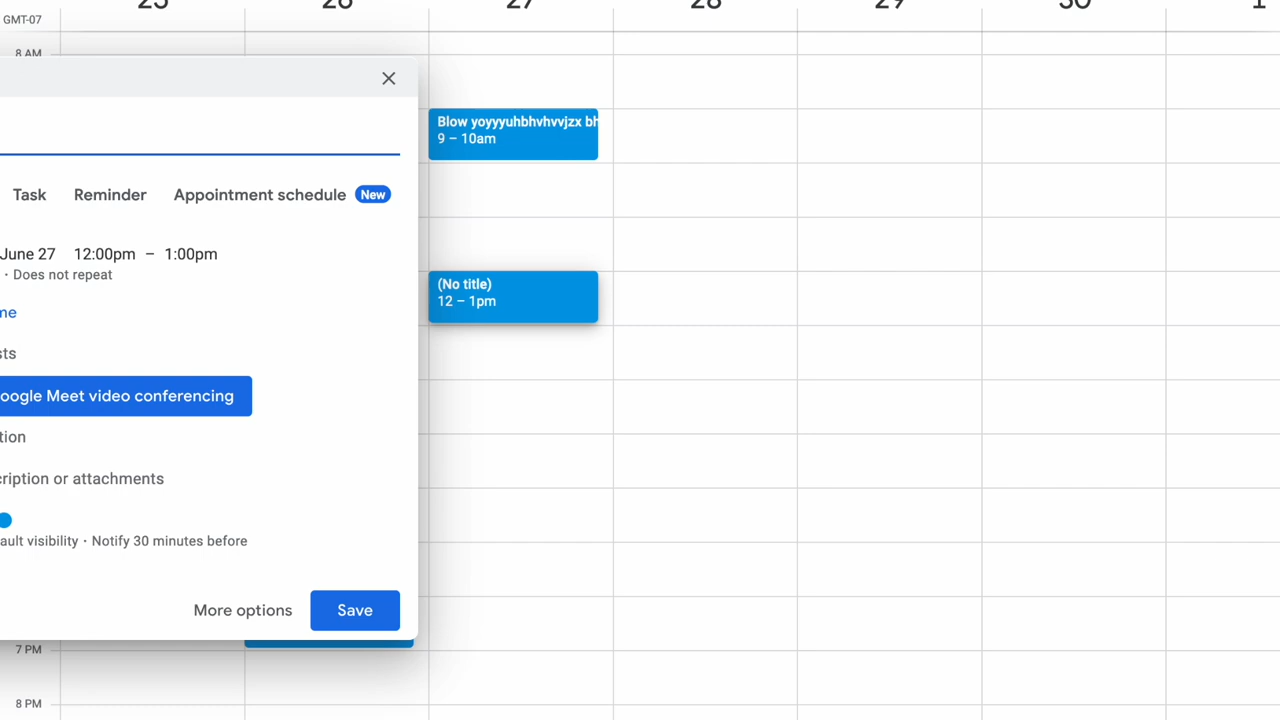 25 26 27 28 29 30 1
GMT-07
8 AM
Blow yoyyyuhbhvhvvjzx bh
9 – 10am
Task Reminder Appointment schedule New
June 27 12:00pm – 1:00pm
· Does not repeat
(No title)
12 – 1pm
me
sts
oogle Meet video conferencing
tion
cription or attachments
ault visibility · Notify 30 minutes before
More options Save
7 PM
8 PM